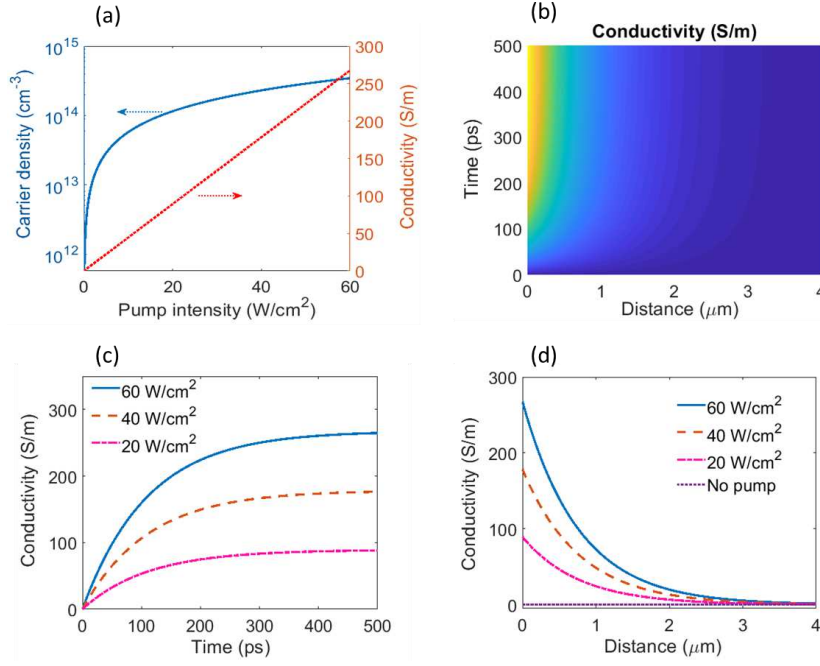 (a)
Carrier density (cm-3)
10^15
10^14
10^13
10^12
300
250
200
150
100
50
0
Conductivity (S/m)
0 20 40 60
Pump intensity (W/cm^2)
(b)
Conductivity (S/m)
Time (ps)
500
400
300
200
100
0
0 1 2 3 4
Distance (μm)
(c)
Conductivity (S/m)
300
200
100
0
60 W/cm^2
40 W/cm^2
20 W/cm^2
0 100 200 300 400 500
Time (ps)
(d)
Conductivity (S/m)
300
200
100
0
60 W/cm^2
40 W/cm^2
20 W/cm^2
No pump
0 1 2 3 4
Distance (μm)